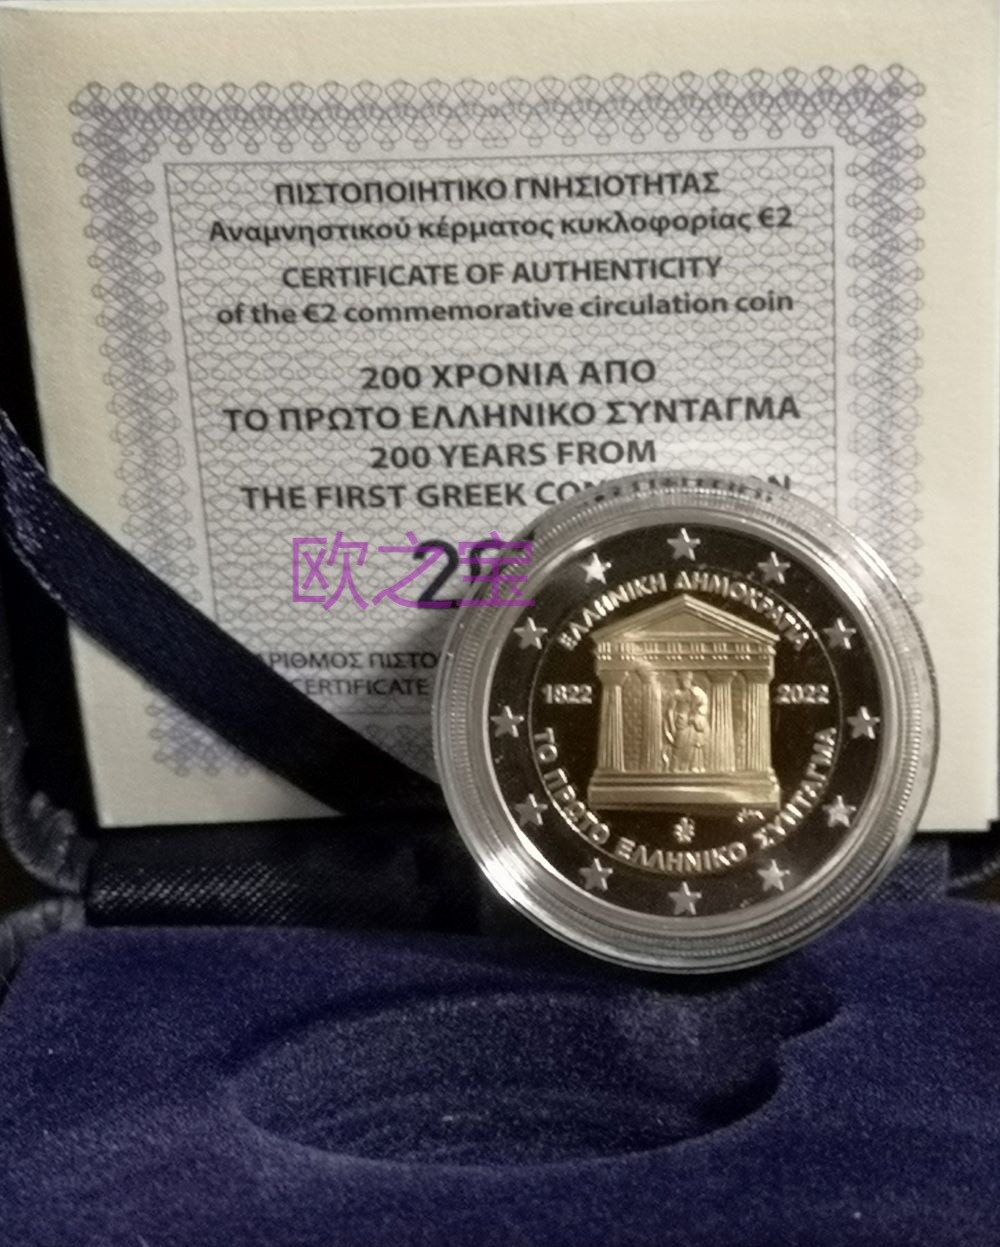 ΠΙΣΤΟΠΟΙΗΤΙΚΟ ΓΝΗΣΙΟΤΗΤΑΣ
Αναμνηστικού κέρματος κυκλοφορίας €2
CERTIFICATE OF AUTHENTICITY
of the €2 commemorative circulation coin
200 ΧΡΟΝΙΑ ΑΠΟ
ΤΟ ΠΡΩΤΟ ΕΛΛΗΝΙΚΟ ΣΥΝΤΑΓΜΑ
200 YEARS FROM
THE FIRST GREEK
欧之宝
CERTIFICATE
ΕΛΛΗΝΙΚΗ ΔΗΜΟΚΡΑΤΙΑ
1822 2022
ΤΟ ΠΡΩΤΟ ΕΛΛΗΝΙΚΟ ΣΥΝΤΑΓΜΑ